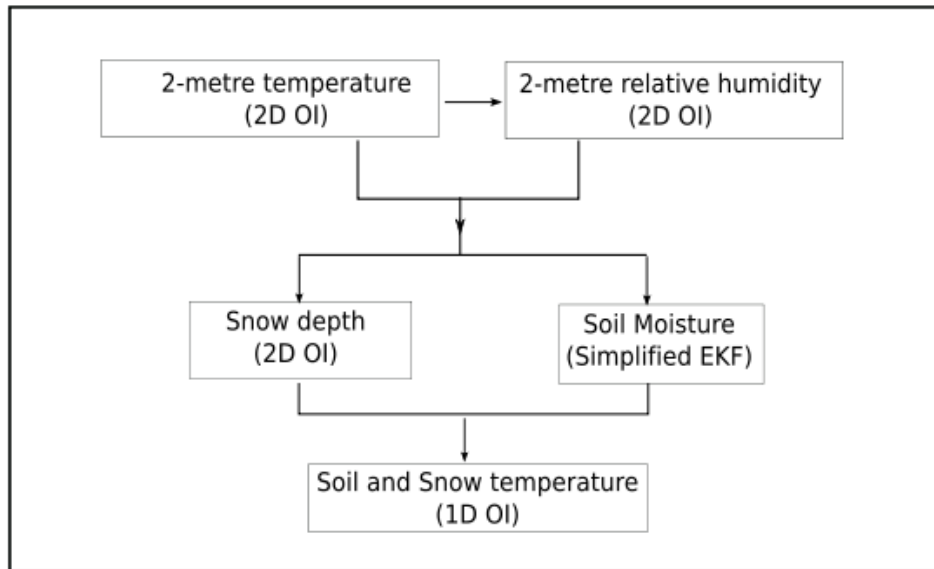 2-metre temperature
(2D OI)
2-metre relative humidity
(2D OI)
Snow depth
(2D OI)
Soil Moisture
(Simplified EKF)
Soil and Snow temperature
(1D OI)